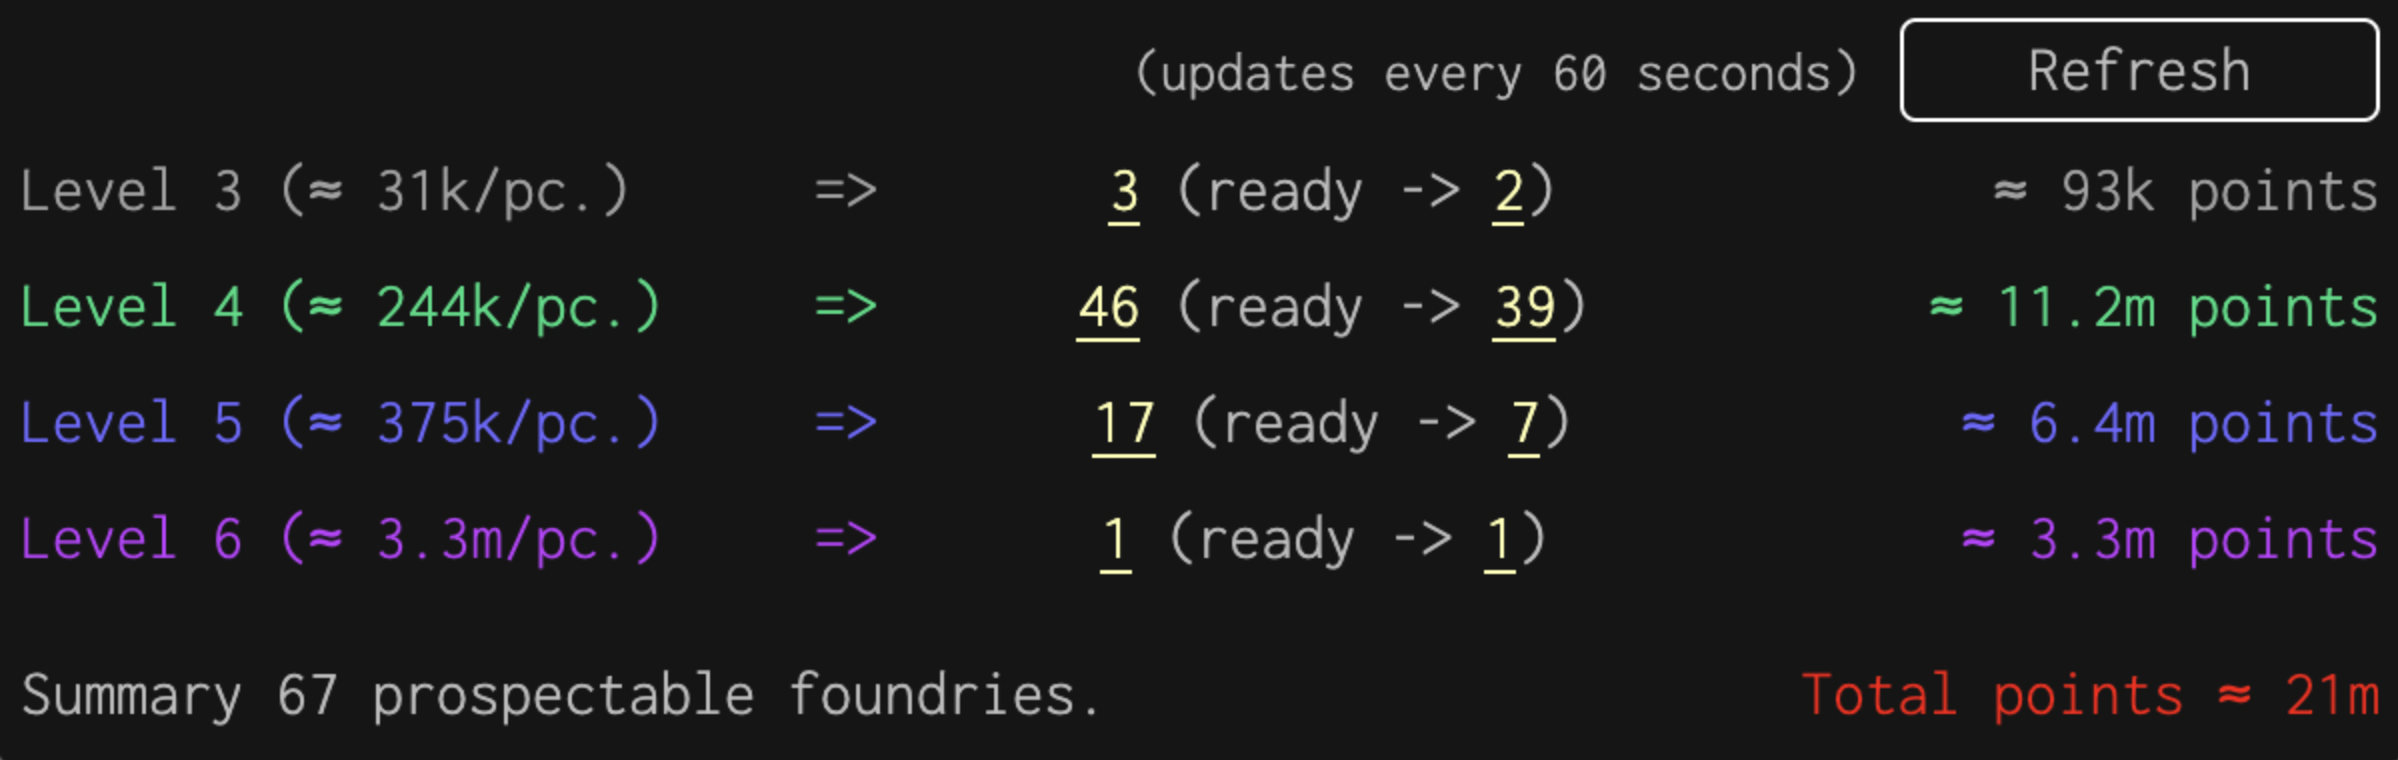 (updates every 60 seconds) Refresh
Level 3 (≈ 31k/pc.) => 3 (ready -> 2) ≈ 93k points
Level 4 (≈ 244k/pc.) => 46 (ready -> 39) ≈ 11.2m points
Level 5 (≈ 375k/pc.) => 17 (ready -> 7) ≈ 6.4m points
Level 6 (≈ 3.3m/pc.) => 1 (ready -> 1) ≈ 3.3m points
Summary 67 prospectable foundries. Total points ≈ 21m